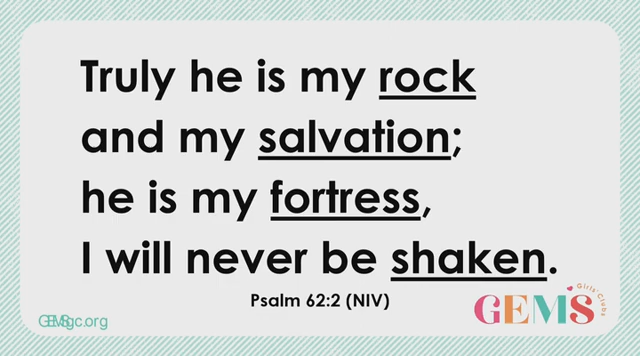 Truly he is my rock
and my salvation;
he is my fortress,
I will never be shaken.
Psalm 62:2 (NIV)
GEMSgc.org
GEMS Girls' Clubs